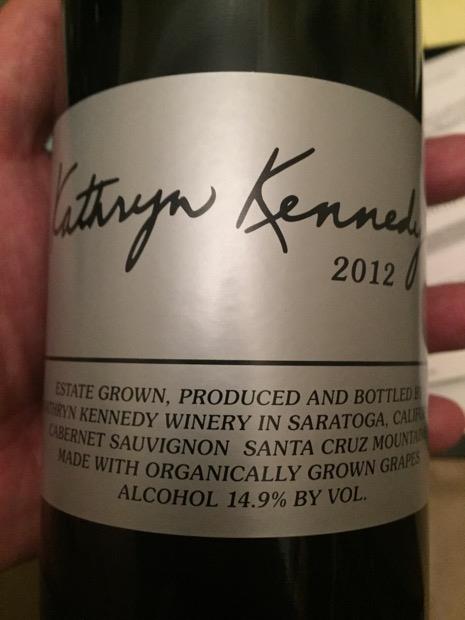 Kathryn Kennedy
2012
ESTATE GROWN, PRODUCED AND BOTTLED
KENNEDY WINERY IN SARATOGA,
CABERNET SAUVIGNON SANTA CRUZ
MADE WITH ORGANICALLY GROWN GRAPES
ALCOHOL 14.9% BY VOL.